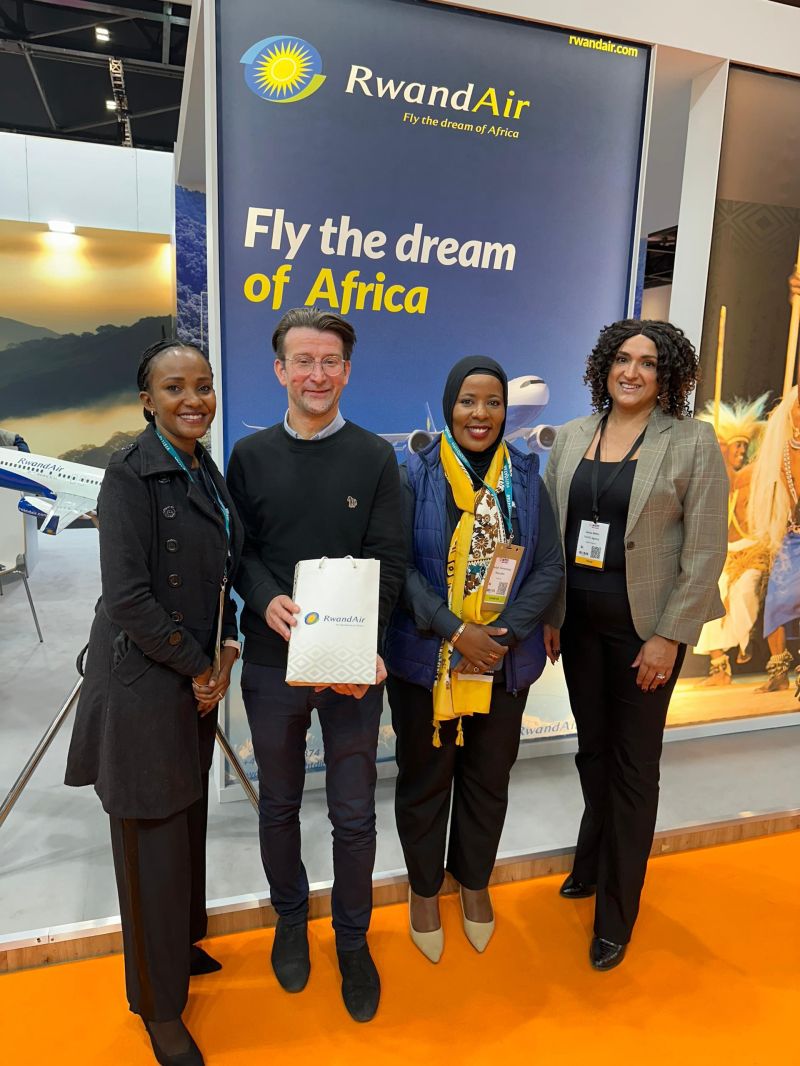 rwandair.com
RwandAir
Fly the dream of Africa
Fly the dream
of Africa
RwandAir
RwandAir
RwandAir